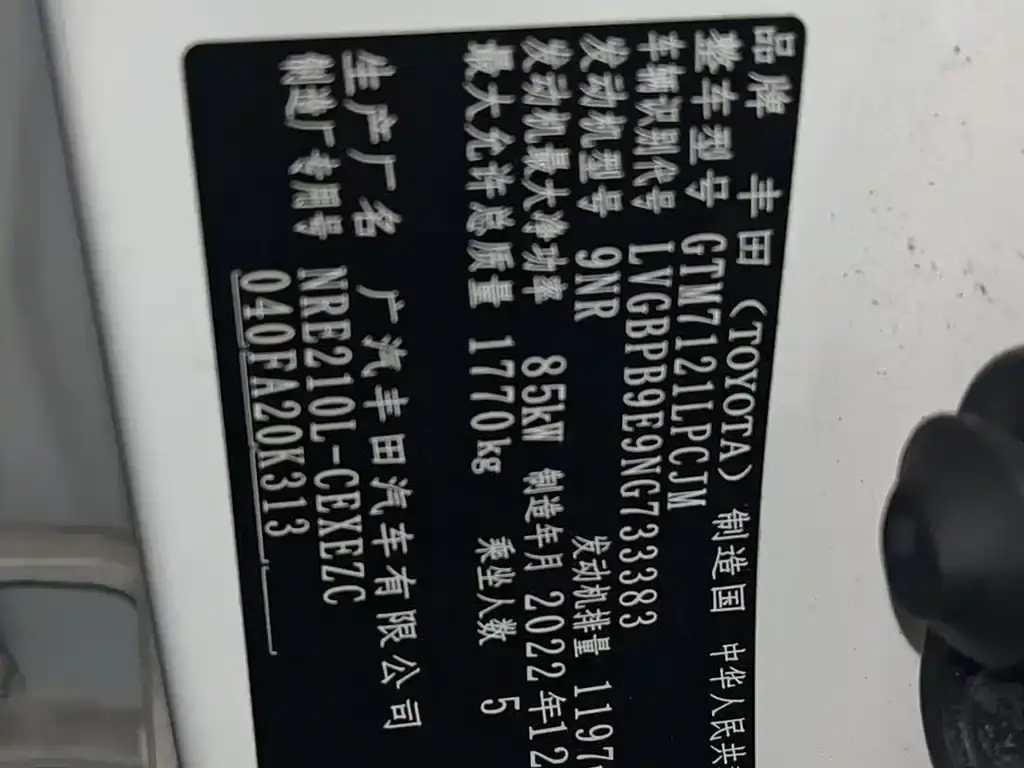 品牌 丰田（TOYOTA） 制造国 中华人民共
整车型号 GTM7121LPCJM
车辆识别代号 LVGBPB9E9NG733383
发动机型号 9NR 发动机排量 1197
发动机最大净功率 85kW 制造年月 2022年12
最大允许总质量 1770kg 乘坐人数 5
生产厂名 广汽丰田汽车有限公司
制造厂专用号 NRE210L-CEXEZC
040FA20K313